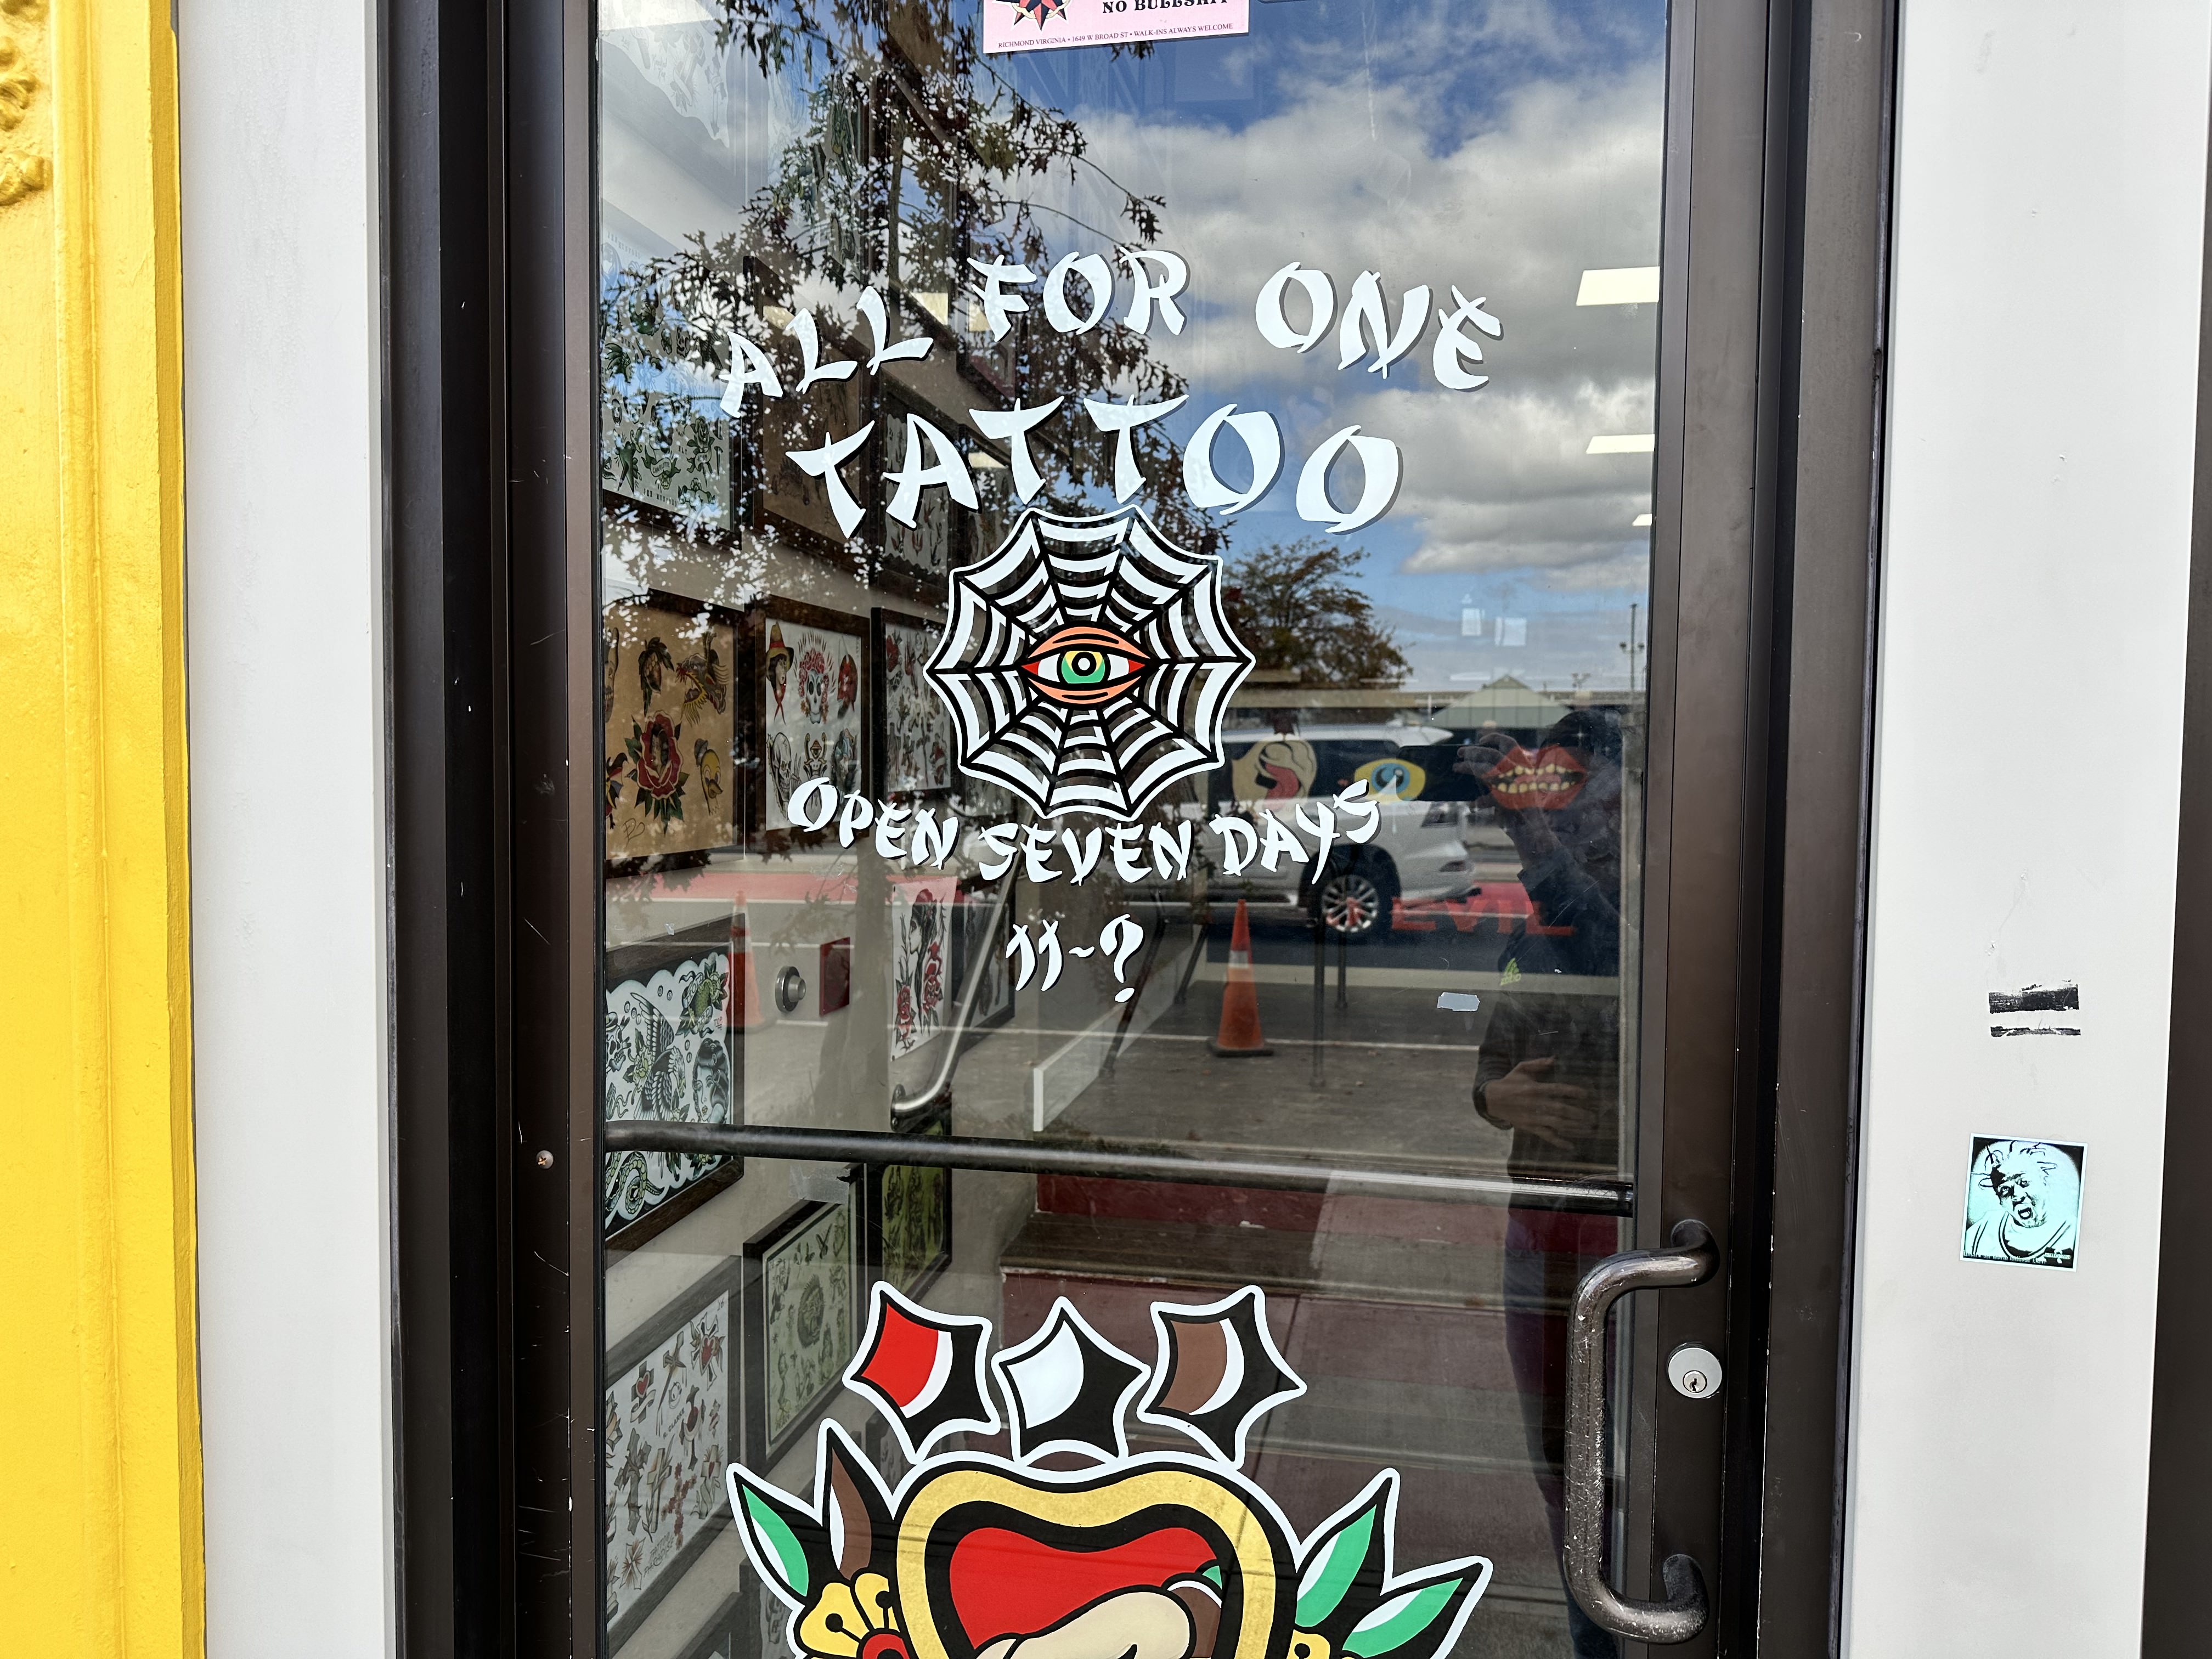 NO BULLSHIT
RICHMOND VIRGINIA • 1649 W BROAD ST • WALK-INS ALWAYS WELCOME
ALL FOR ONE
TATTOO
OPEN SEVEN DAYS
11~?
EVIL